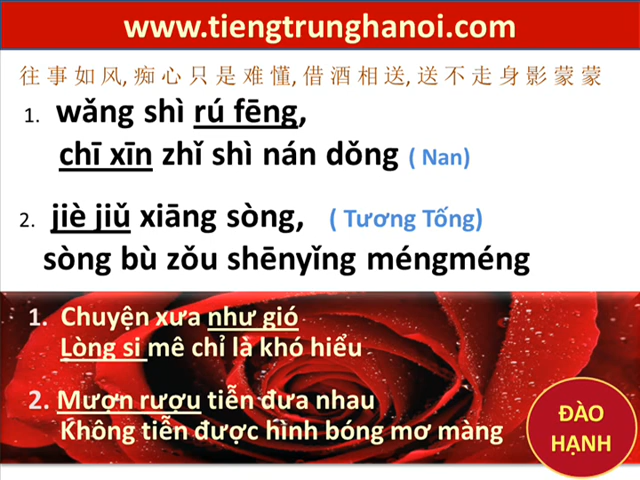 www.tiengtrunghanoi.com
往事如风, 痴心只是难懂, 借酒相送, 送不走身影蒙蒙
1. wǎng shì rú fēng,
chī xīn zhǐ shì nán dǒng ( Nan)
2. jiè jiǔ xiāng sòng, ( Tương Tống)
sòng bù zǒu shēnyǐng méngméng
1. Chuyện xưa như gió
Lòng si mê chỉ là khó hiểu
2. Mượn rượu tiễn đưa nhau
Không tiễn được hình bóng mơ màng
ĐÀO
HẠNH